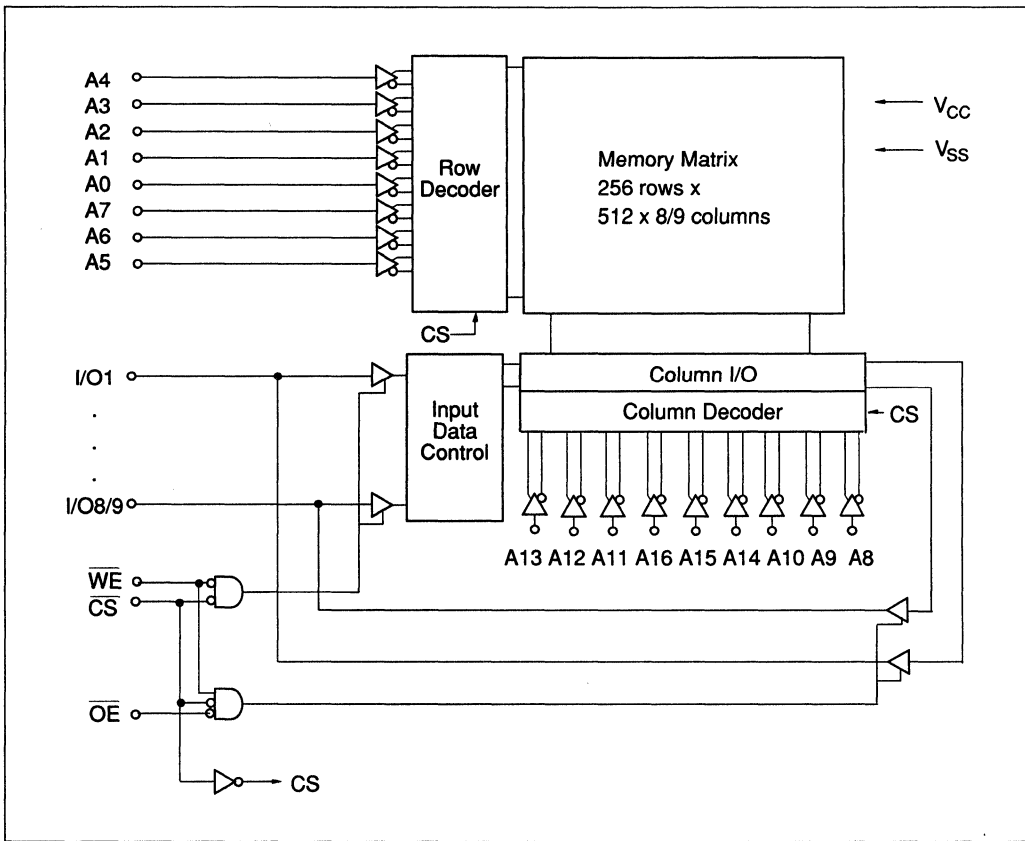 A4
A3
A2
A1
A0
A7
A6
A5
Row
Decoder
Memory Matrix
256 rows x
512 x 8/9 columns
VCC
VSS
CS
I/O1
.
.
.
.
I/O8/9
Input
Data
Control
Column I/O
Column Decoder
CS
A13 A12 A11 A16 A15 A14 A10 A9 A8
WE
CS
OE
CS